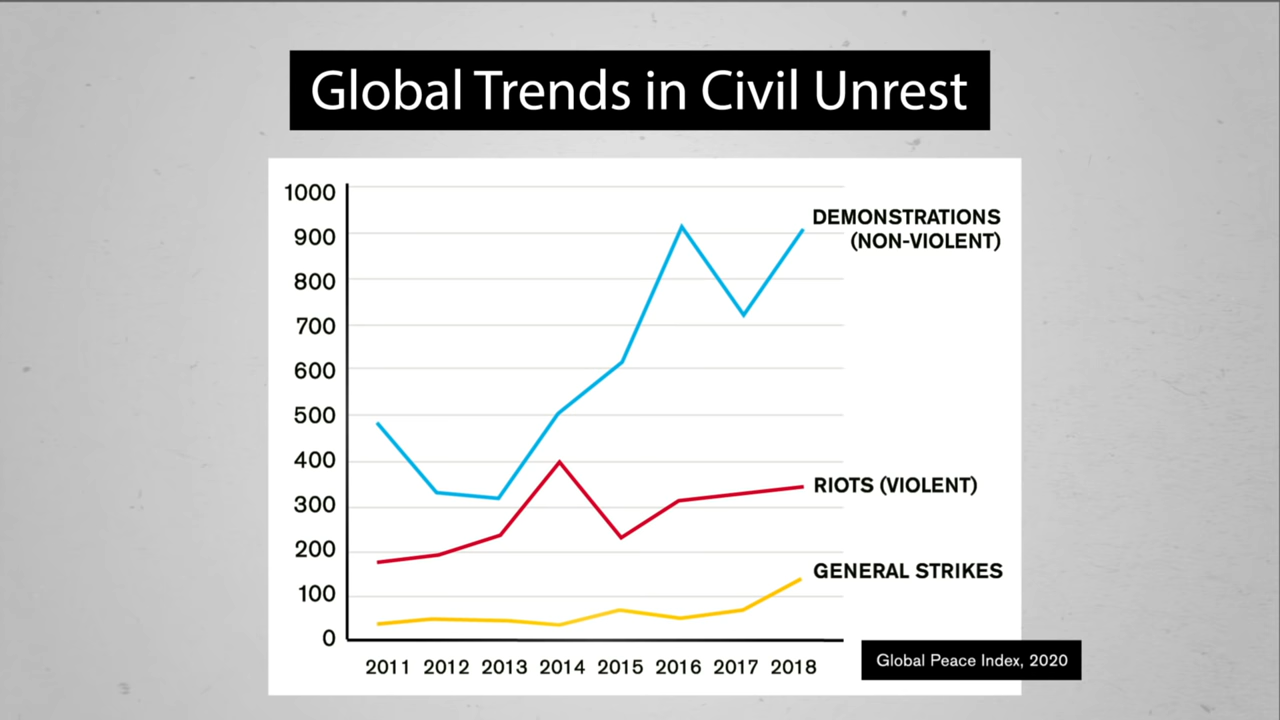 Global Trends in Civil Unrest
1000
900
800
700
600
500
400
300
200
100
0
DEMONSTRATIONS
(NON-VIOLENT)
RIOTS (VIOLENT)
GENERAL STRIKES
2011 2012 2013 2014 2015 2016 2017 2018
Global Peace Index, 2020